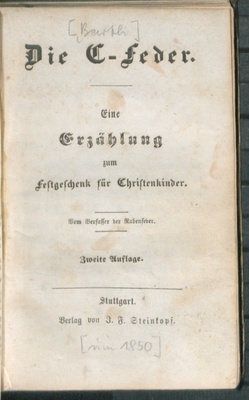 [Barth]
Die C-Feder.
Eine
Erzählung
zum
Festgeschenk für Christenkinder.
Vom Verfasser der Rabenfeder.
Zweite Auflage.
Stuttgart.
Verlag von J. F. Steinkopf.
[um 1850]